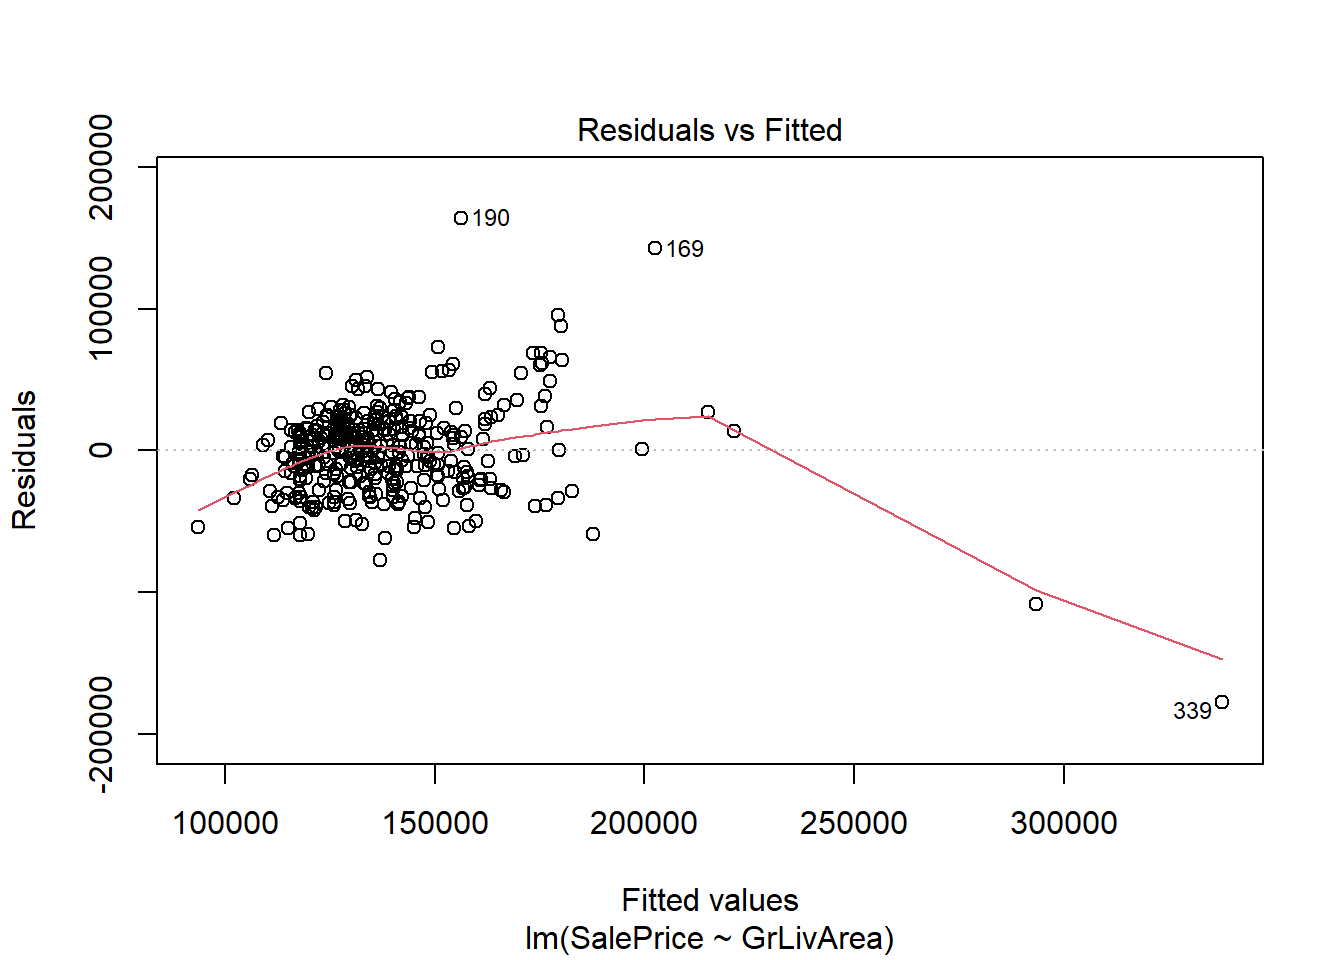 Residuals vs Fitted
200000
100000
0
-200000
Residuals
190
169
339
100000 150000 200000 250000 300000
Fitted values
lm(SalePrice ~ GrLivArea)